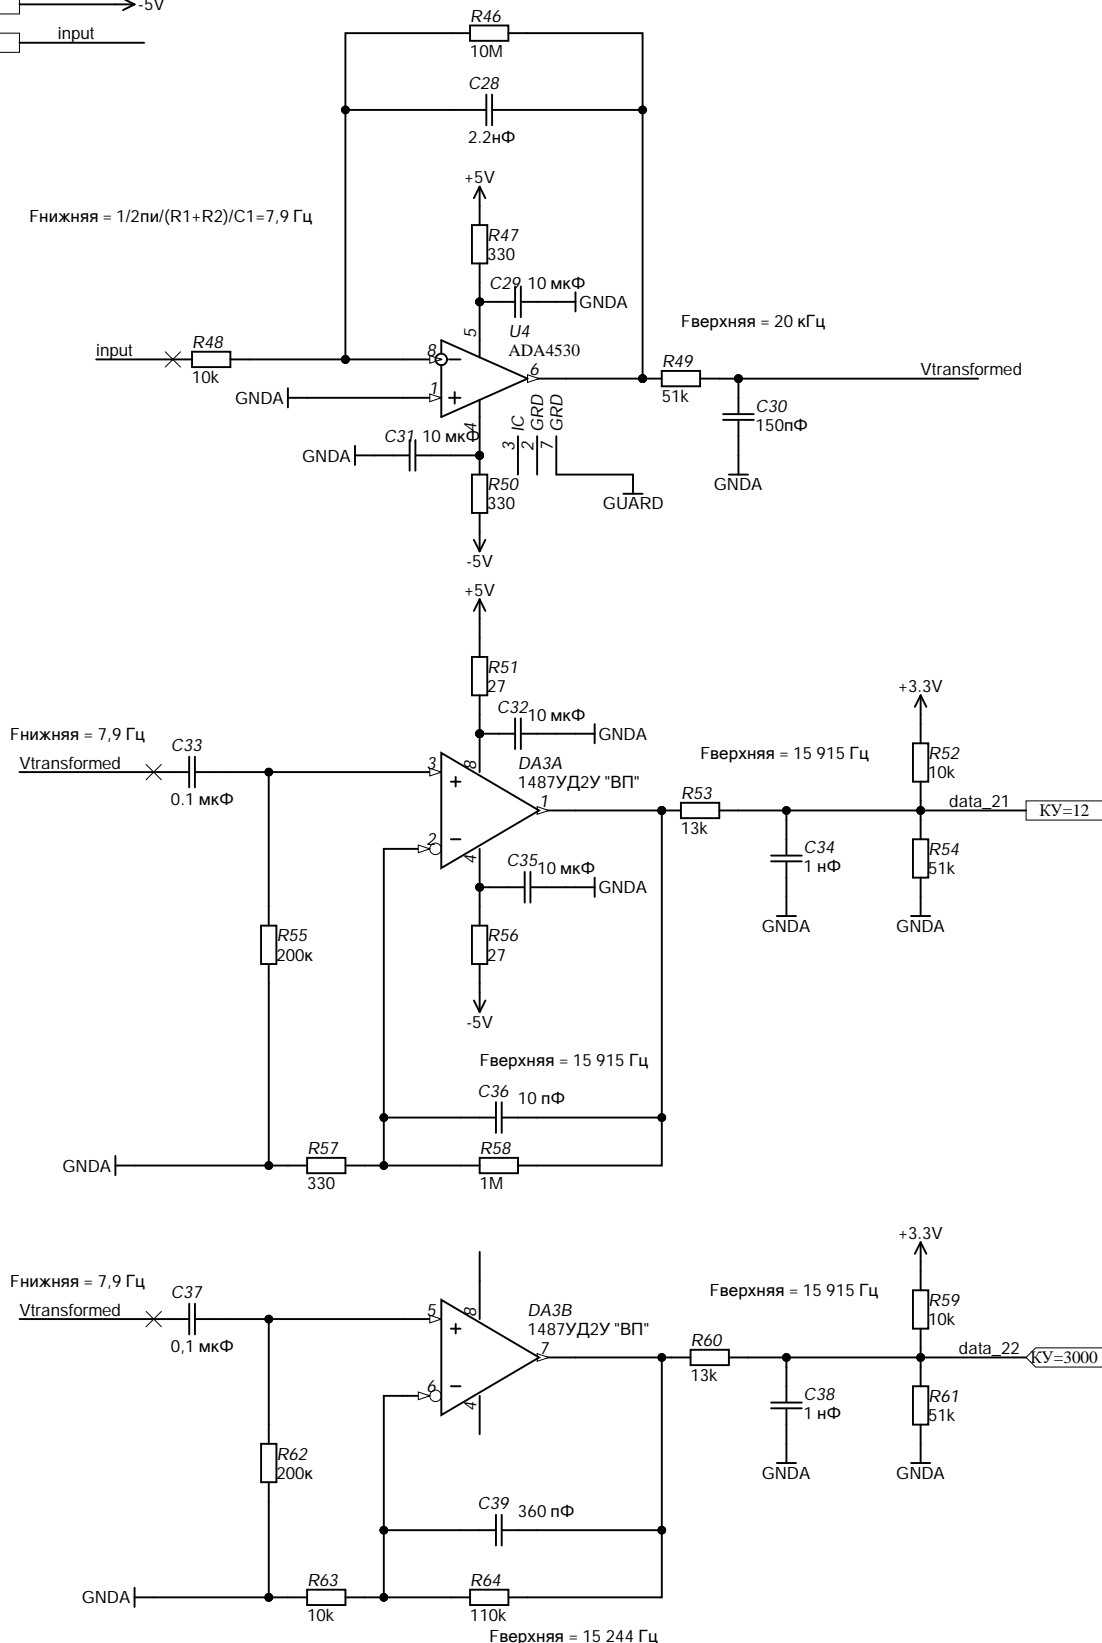 -5V
input
R46
10M
C28
2.2нФ
+5V
Fнижняя = 1/2пи/(R1+R2)/C1=7,9 Гц
R47
330
C29 10 мкФ
GNDA
5
U4
ADA4530
Fверхняя = 20 кГц
input
R48
10k
8
6
R49
51k
Vtransformed
GNDA
1
C30
150пФ
C31 10 мкФ
4
3 IC
2 GRD
7 GRD
GNDA
R50
330
GUARD
GNDA
-5V
+5V
R51
27
+3.3V
C32 10 мкФ
GNDA
Fнижняя = 7,9 Гц
Vtransformed
C33
0.1 мкФ
3
8
DA3A
1487УД2У "ВП"
1
Fверхняя = 15 915 Гц
R52
10k
R53
13k
data_21
КУ=12
2
4
C35 10 мкФ
GNDA
C34
1 нФ
R54
51k
GNDA
GNDA
R55
200к
R56
27
-5V
Fверхняя = 15 915 Гц
C36 10 пФ
GNDA
R57
330
R58
1M
+3.3V
Fнижняя = 7,9 Гц
Vtransformed
C37
0,1 мкФ
5
8
DA3B
1487УД2У "ВП"
7
Fверхняя = 15 915 Гц
R59
10k
R60
13k
data_22
КУ=3000
6
4
C38
1 нФ
R61
51k
GNDA
GNDA
R62
200к
C39 360 пФ
GNDA
R63
10k
R64
110k
Fверхняя = 15 244 Гц